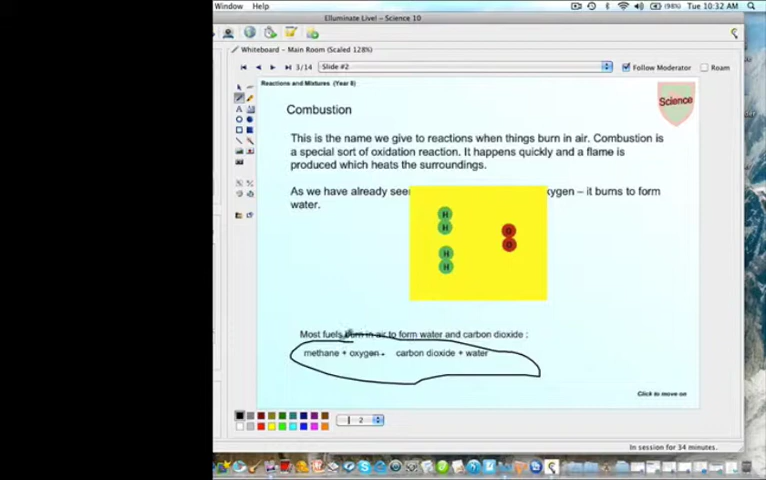 Window Help
(98%) Tue 10:32 AM
Elluminate Live! – Science 10
Whiteboard - Main Room (Scaled 128%)
3/14 Slide #2 Follow Moderator Roam
Reactions and Mixtures (Year 8)
Science
Combustion
This is the name we give to reactions when things burn in air. Combustion is
a special sort of oxidation reaction. It happens quickly and a flame is
produced which heats the surroundings.
As we have already seen xygen – it burns to form
water.
H
H
O
O
H
H
Most fuels burn in air to form water and carbon dioxide :
methane + oxygen carbon dioxide + water
Click to move on
2
In session for 34 minutes.